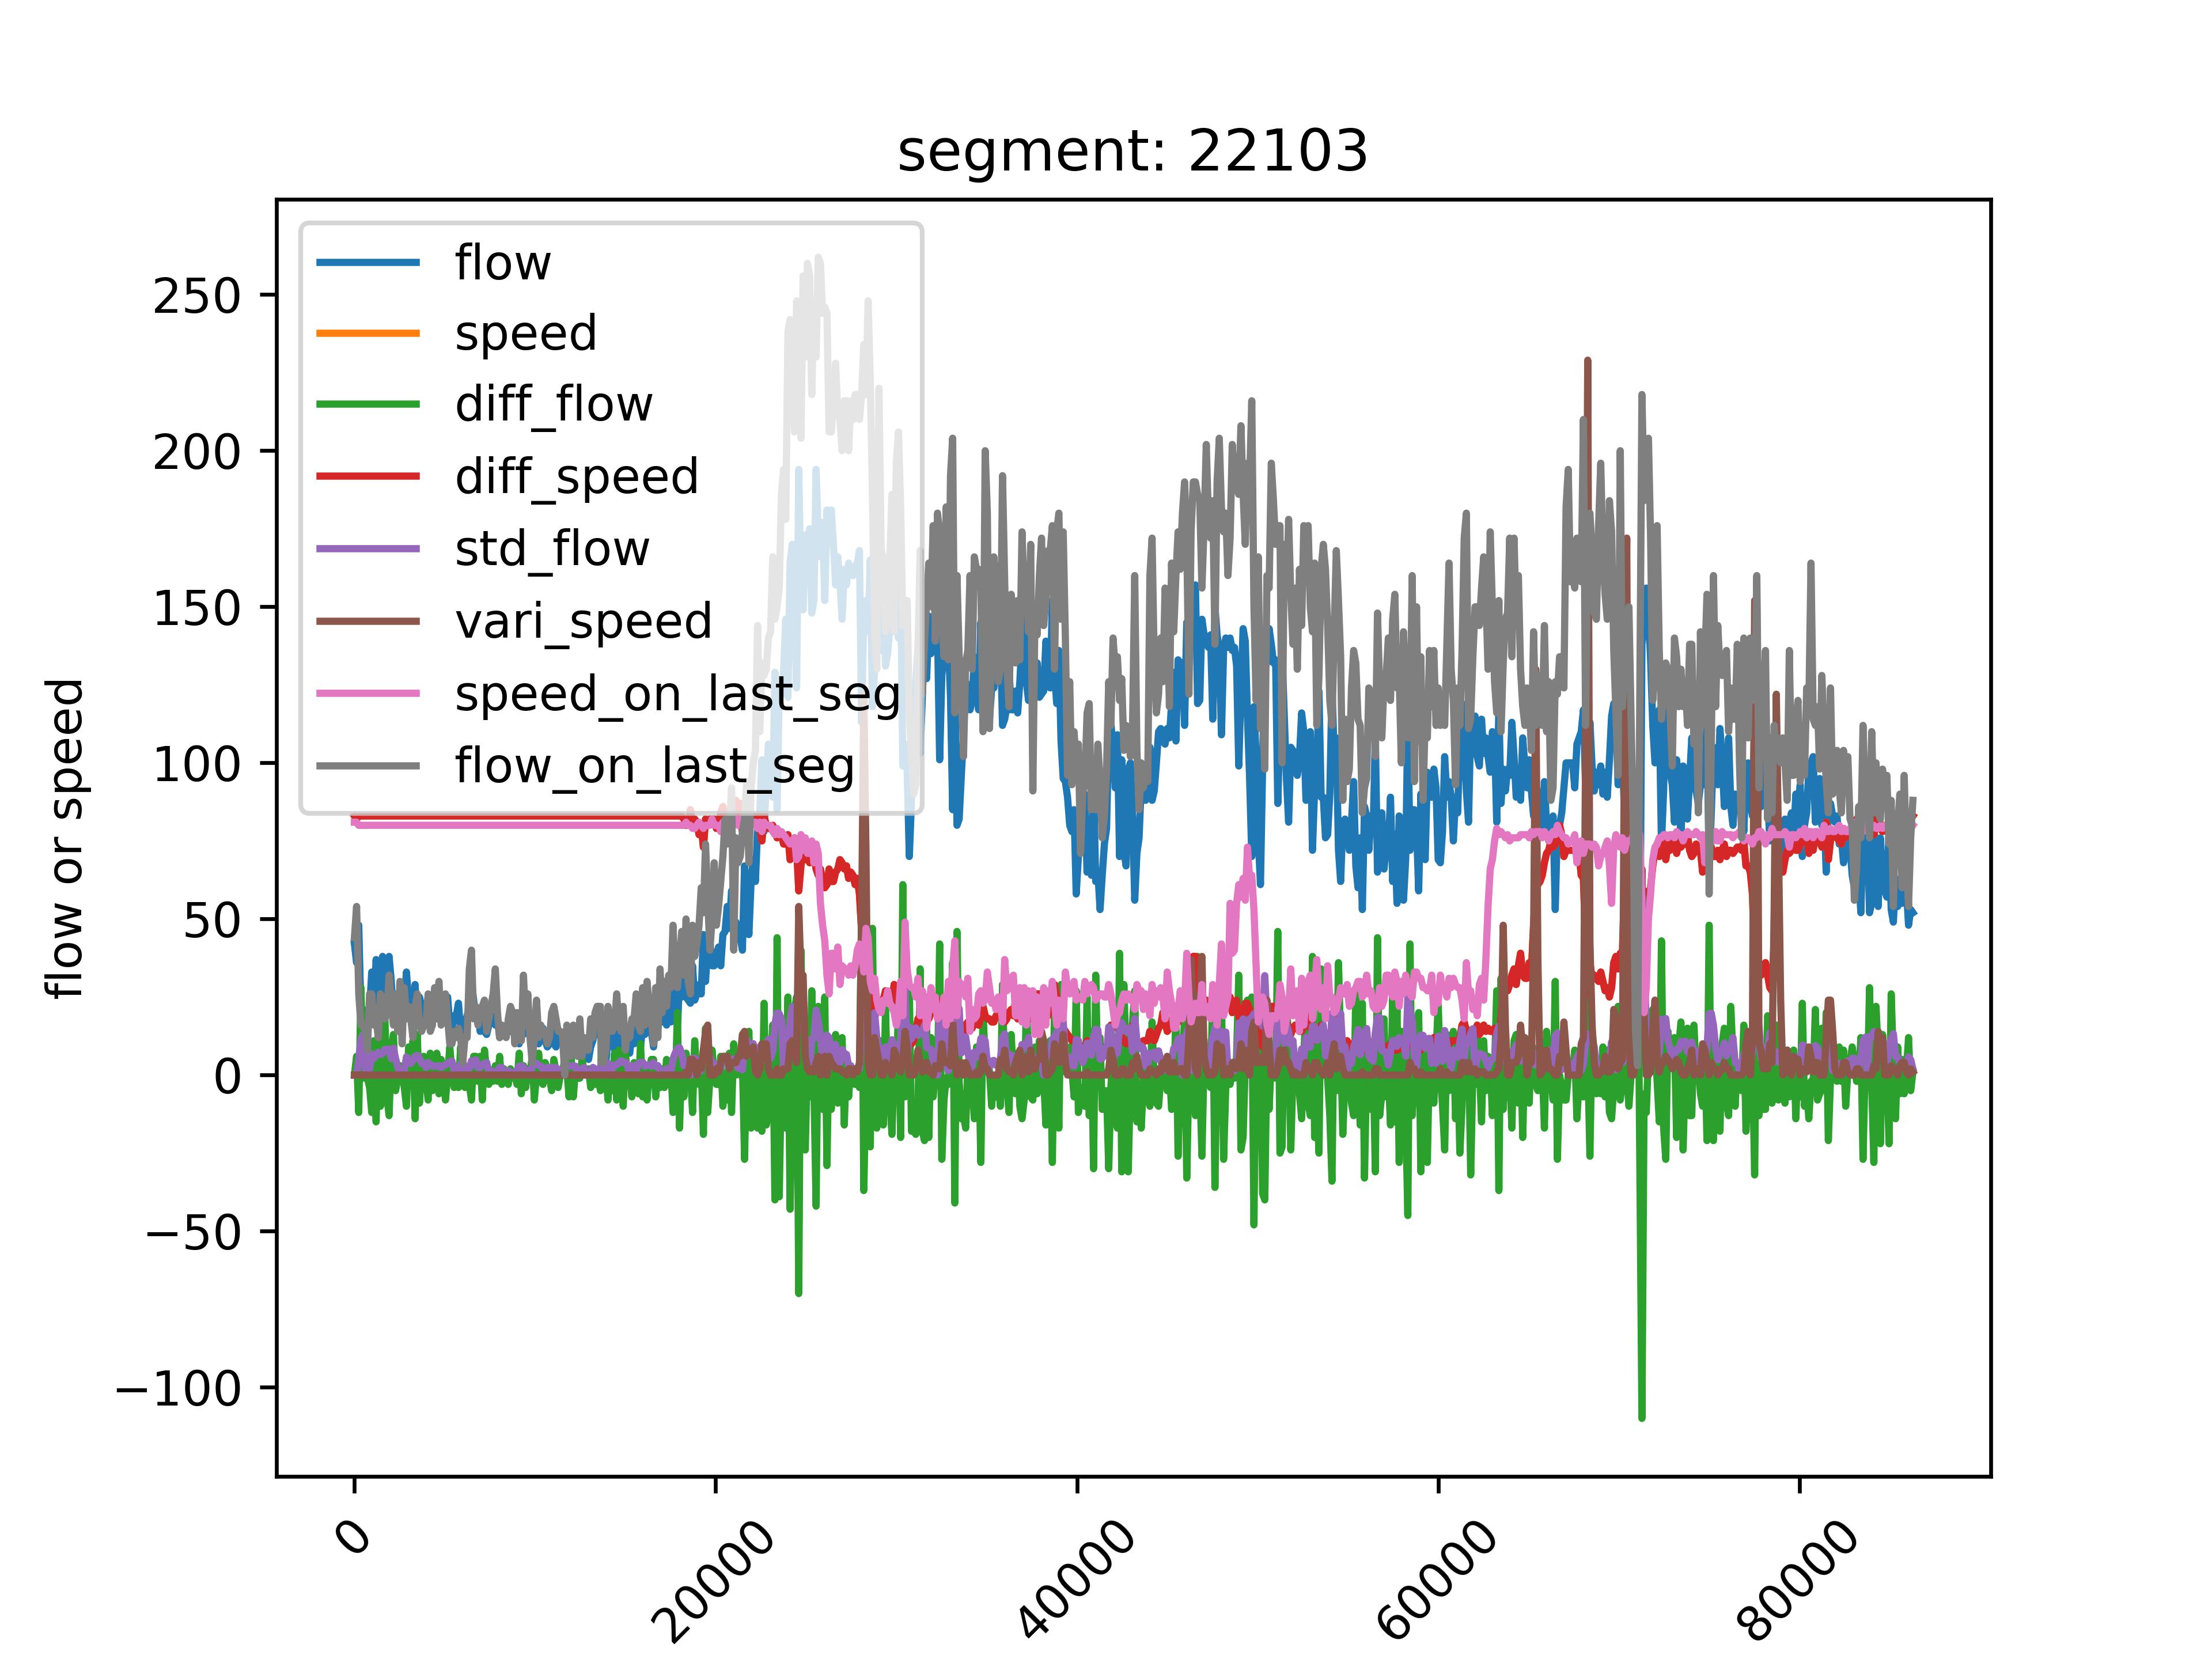 segment: 22103
flow
speed
diff_flow
diff_speed
std_flow
vari_speed
speed_on_last_seg
flow_on_last_seg
flow or speed
250
200
150
100
50
0
−50
−100
0
20000
40000
60000
80000